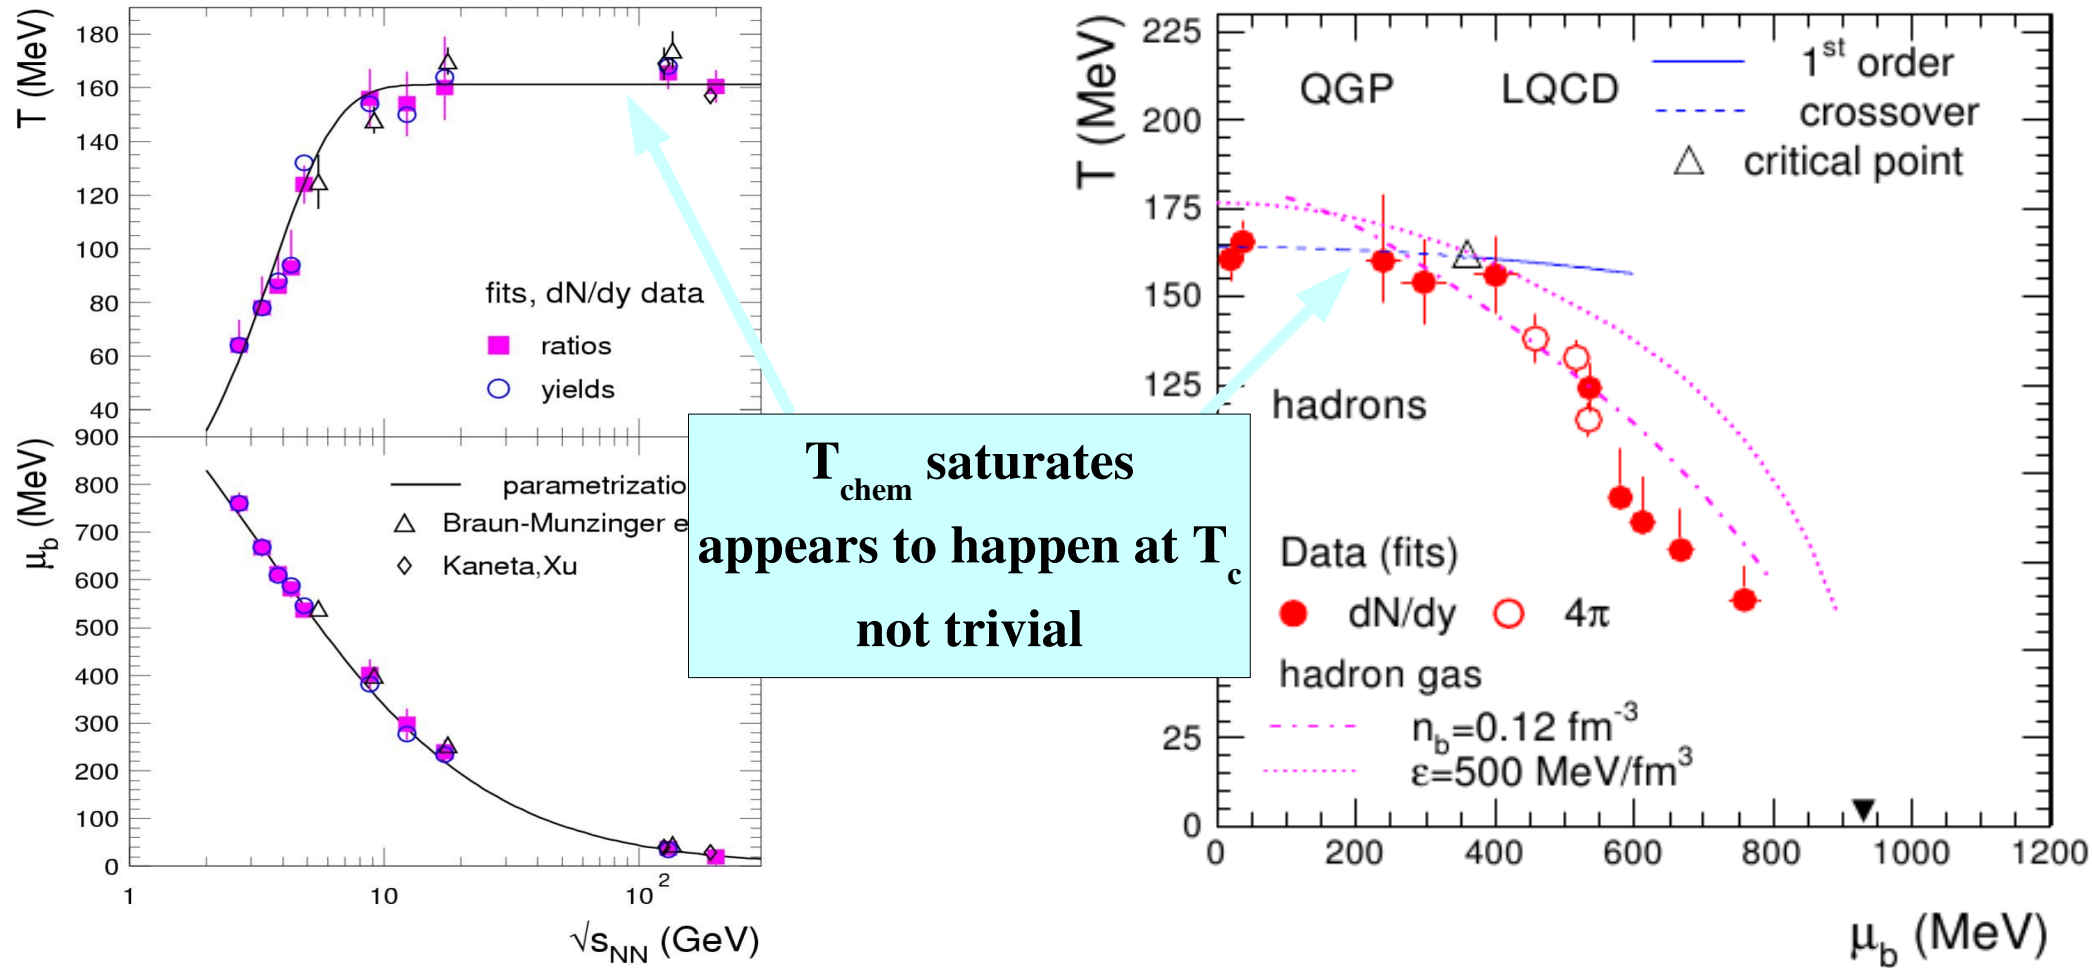 T (MeV)
180
160
140
120
100
80
60
40
fits, dN/dy data
ratios
yields
μb (MeV)
900
800
700
600
500
400
300
200
100
0
parametrizatio
Braun-Munzinger e
Kaneta,Xu
1
10
10 2
√sNN (GeV)
Tchem saturates
appears to happen at Tc
not trivial
T (MeV)
225
200
175
150
125
25
0
QGP
LQCD
1st order
crossover
critical point
hadrons
Data (fits)
dN/dy
4π
hadron gas
nb=0.12 fm-3
ε=500 MeV/fm3
0
200
400
600
800
1000
1200
μb (MeV)